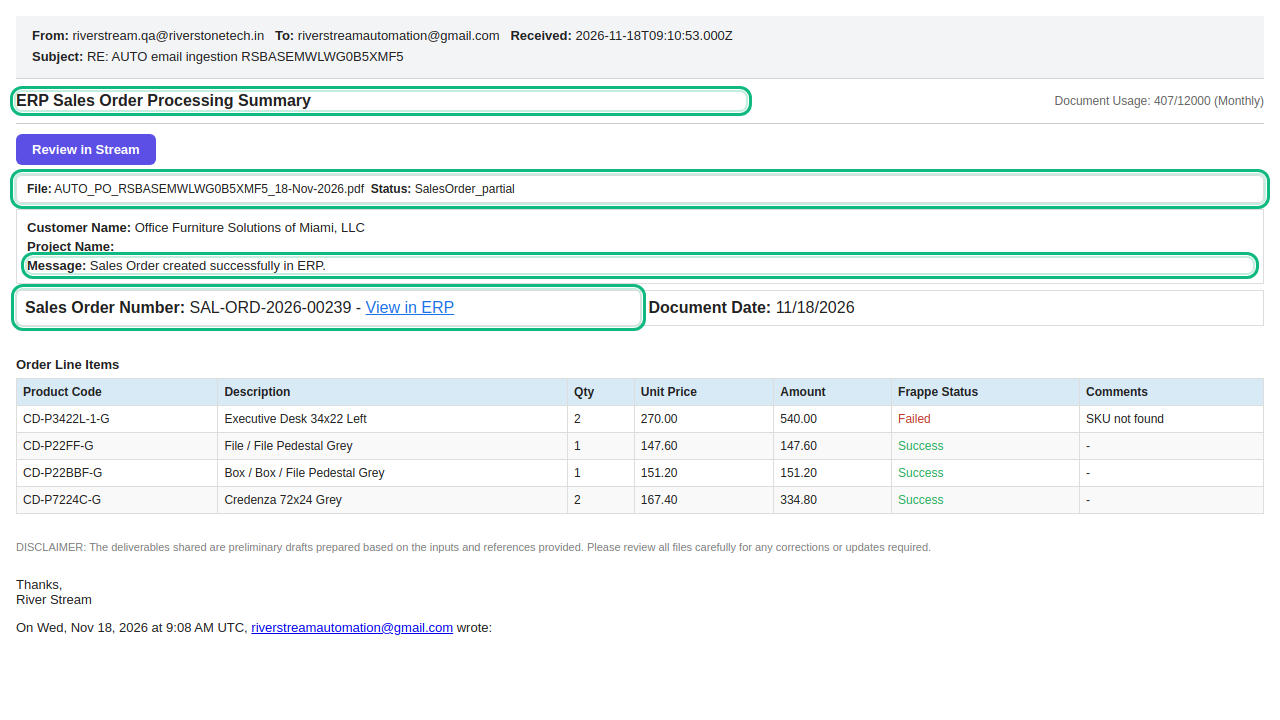 From: riverstream.qa@riverstonetech.in To: riverstreamautomation@gmail.com Received: 2026-11-18T09:10:53.000Z
Subject: RE: AUTO email ingestion RSBASEMWLWG0B5XMF5
ERP Sales Order Processing Summary
Document Usage: 407/12000 (Monthly)
Review in Stream
File: AUTO_PO_RSBASEMWLWG0B5XMF5_18-Nov-2026.pdf Status: SalesOrder_partial
Customer Name: Office Furniture Solutions of Miami, LLC
Project Name:
Message: Sales Order created successfully in ERP.
Sales Order Number: SAL-ORD-2026-00239 - View in ERP Document Date: 11/18/2026
Order Line Items
Product Code Description Qty Unit Price Amount Frappe Status Comments
CD-P3422L-1-G Executive Desk 34x22 Left 2 270.00 540.00 Failed SKU not found
CD-P22FF-G File / File Pedestal Grey 1 147.60 147.60 Success -
CD-P22BBF-G Box / Box / File Pedestal Grey 1 151.20 151.20 Success -
CD-P7224C-G Credenza 72x24 Grey 2 167.40 334.80 Success -
DISCLAIMER: The deliverables shared are preliminary drafts prepared based on the inputs and references provided. Please review all files carefully for any corrections or updates required.
Thanks,
River Stream
On Wed, Nov 18, 2026 at 9:08 AM UTC, riverstreamautomation@gmail.com wrote: